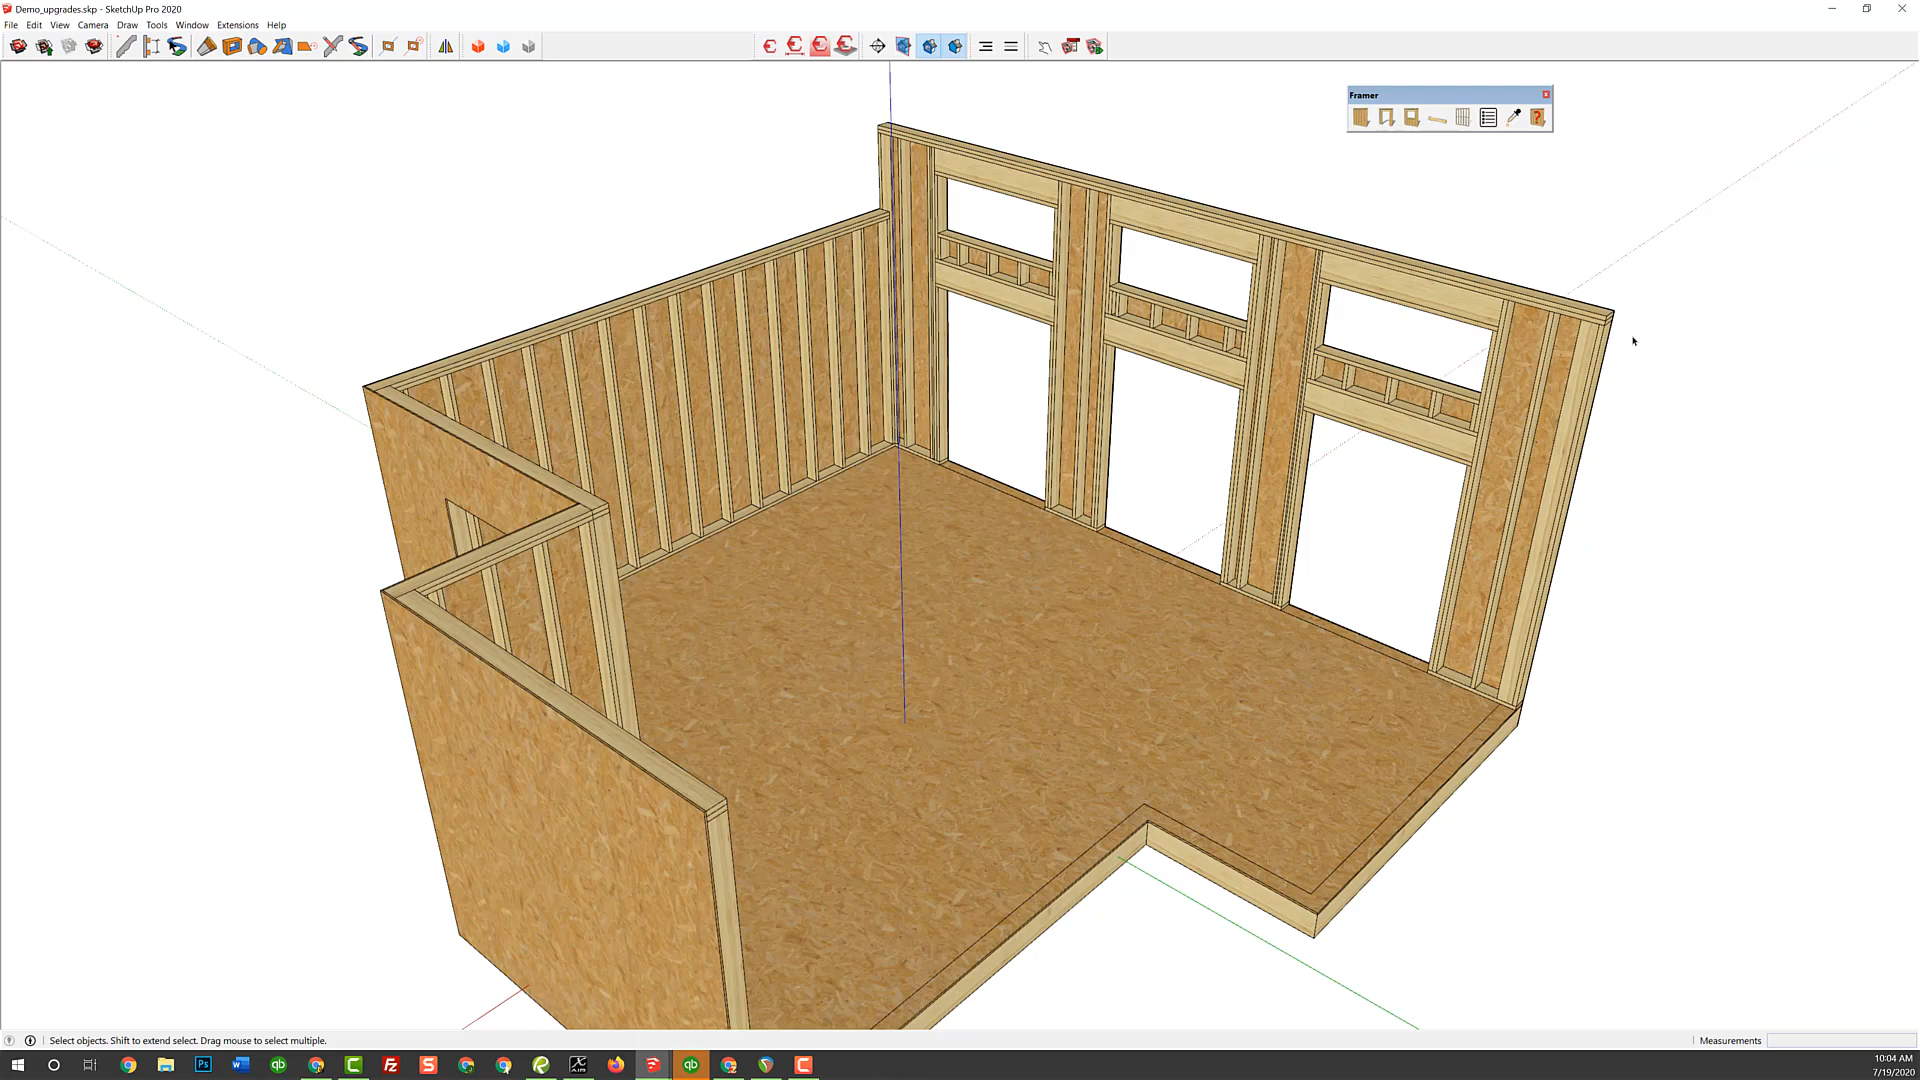 Demo_upgrades.skp - SketchUp Pro 2020
File Edit View Camera Draw Tools Window Extensions Help
Framer
Select objects. Shift to extend select. Drag mouse to select multiple.
Measurements
10:04 AM
7/19/2020